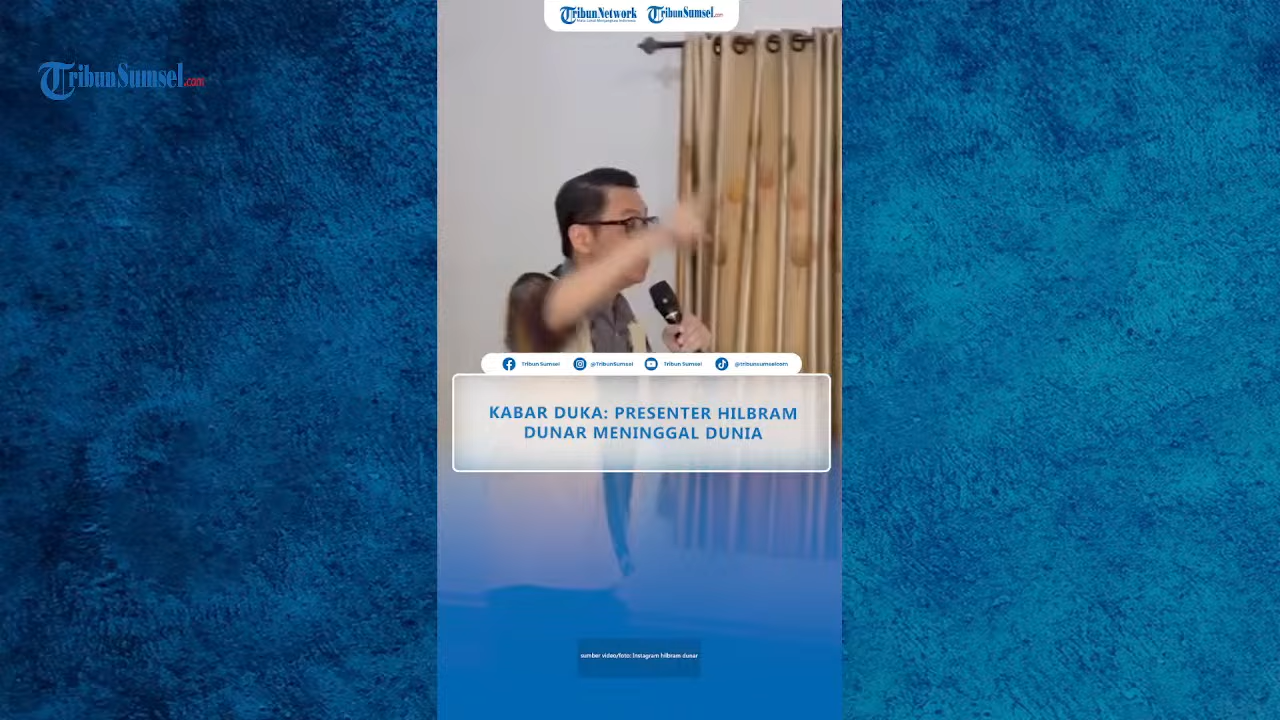 TribunNetwork
TribunSumsel.com
TribunSumsel.com
Tribun Sumsel
@TribunSumsel
Tribun Sumsel
@tribunsumselcom
KABAR DUKA: PRESENTER HILBRAM
DUNAR MENINGGAL DUNIA
sumber video/foto: Instagram hilbram dunar